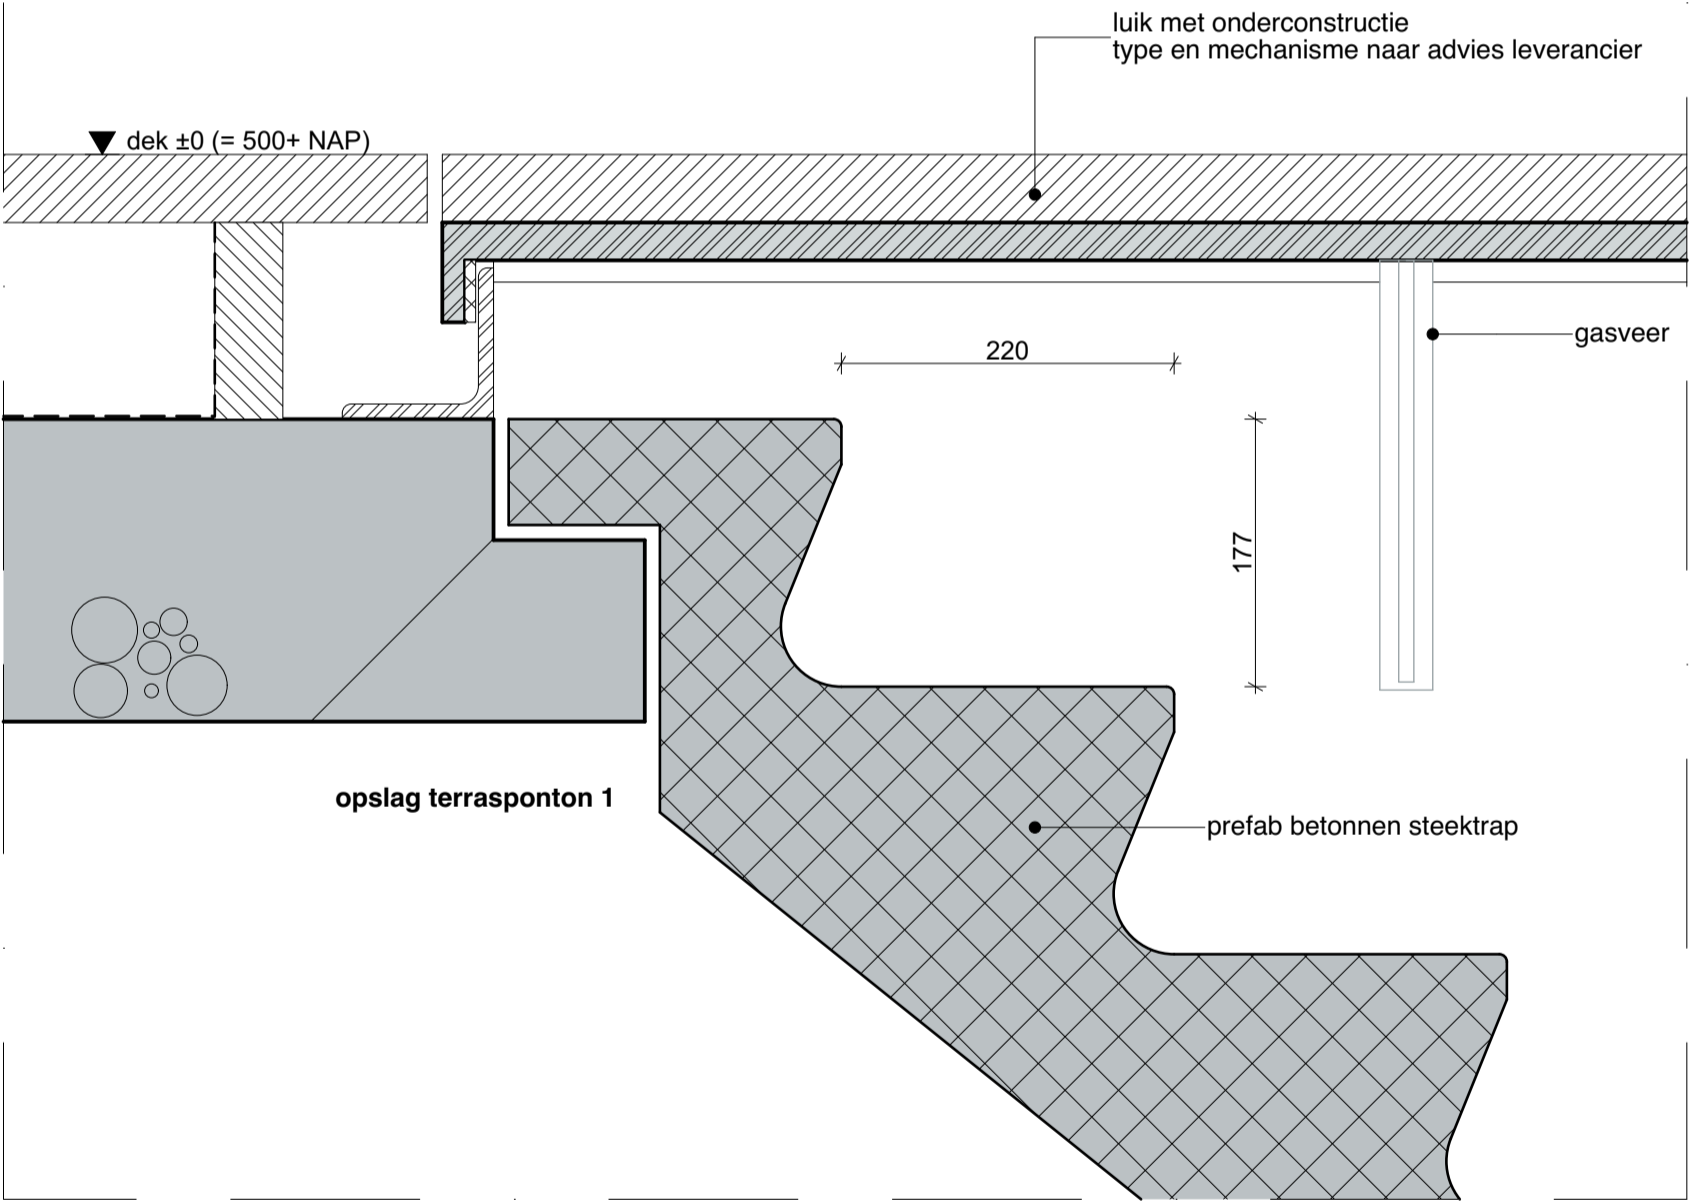 luik met onderconstructie
type en mechanisme naar advies leverancier
dek ±0 (= 500+ NAP)
gasveer
220
177
opslag terrasponton 1
prefab betonnen steektrap